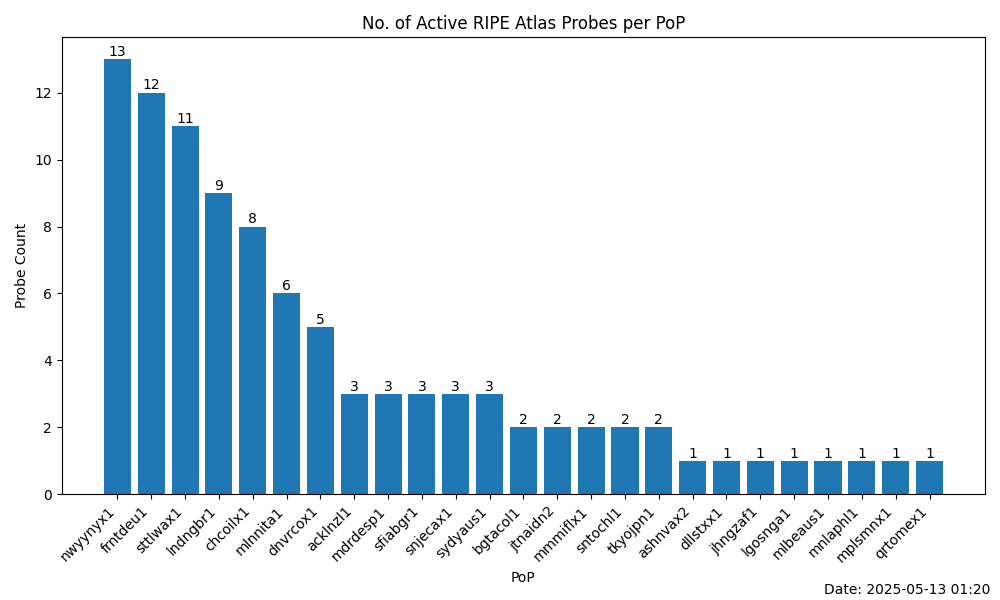 No. of Active RIPE Atlas Probes per PoP
Probe Count
12
10
8
6
4
2
0
13
12
11
9
8
6
5
3
3
3
3
3
2
2
2
2
2
1
1
1
1
1
1
1
1
nwyynyx1
frntdeu1
sttlwax1
lndngbr1
chcoilx1
mlnnita1
dnvrcox1
acklnzl1
mdrdesp1
sfiabgr1
snjecax1
sydyaus1
bgtacol1
jtnaidn2
mmmiflx1
sntochl1
tkyojpn1
ashnvax2
dllstxx1
jhngzaf1
lgosnga1
mlbeaus1
mnlaphl1
mplsmnx1
qrtomex1
PoP
Date: 2025-05-13 01:20